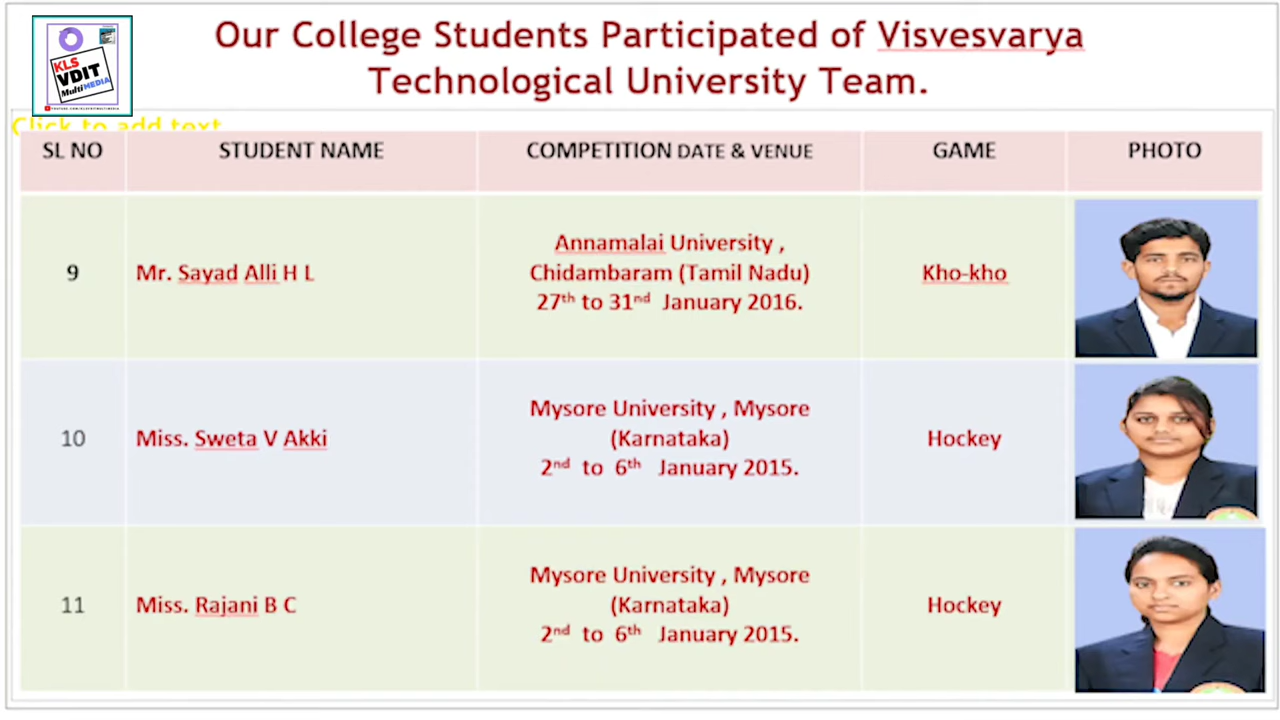 Our College Students Participated of Visvesvarya
Technological University Team.
KLS
VDIT
MultiMEDIA
Click to add text
SL NO STUDENT NAME COMPETITION DATE & VENUE GAME PHOTO
9 Mr. Sayad Alli H L Annamalai University , Chidambaram (Tamil Nadu) 27th to 31nd January 2016. Kho-kho
10 Miss. Sweta V Akki Mysore University , Mysore (Karnataka) 2nd to 6th January 2015. Hockey
11 Miss. Rajani B C Mysore University , Mysore (Karnataka) 2nd to 6th January 2015. Hockey